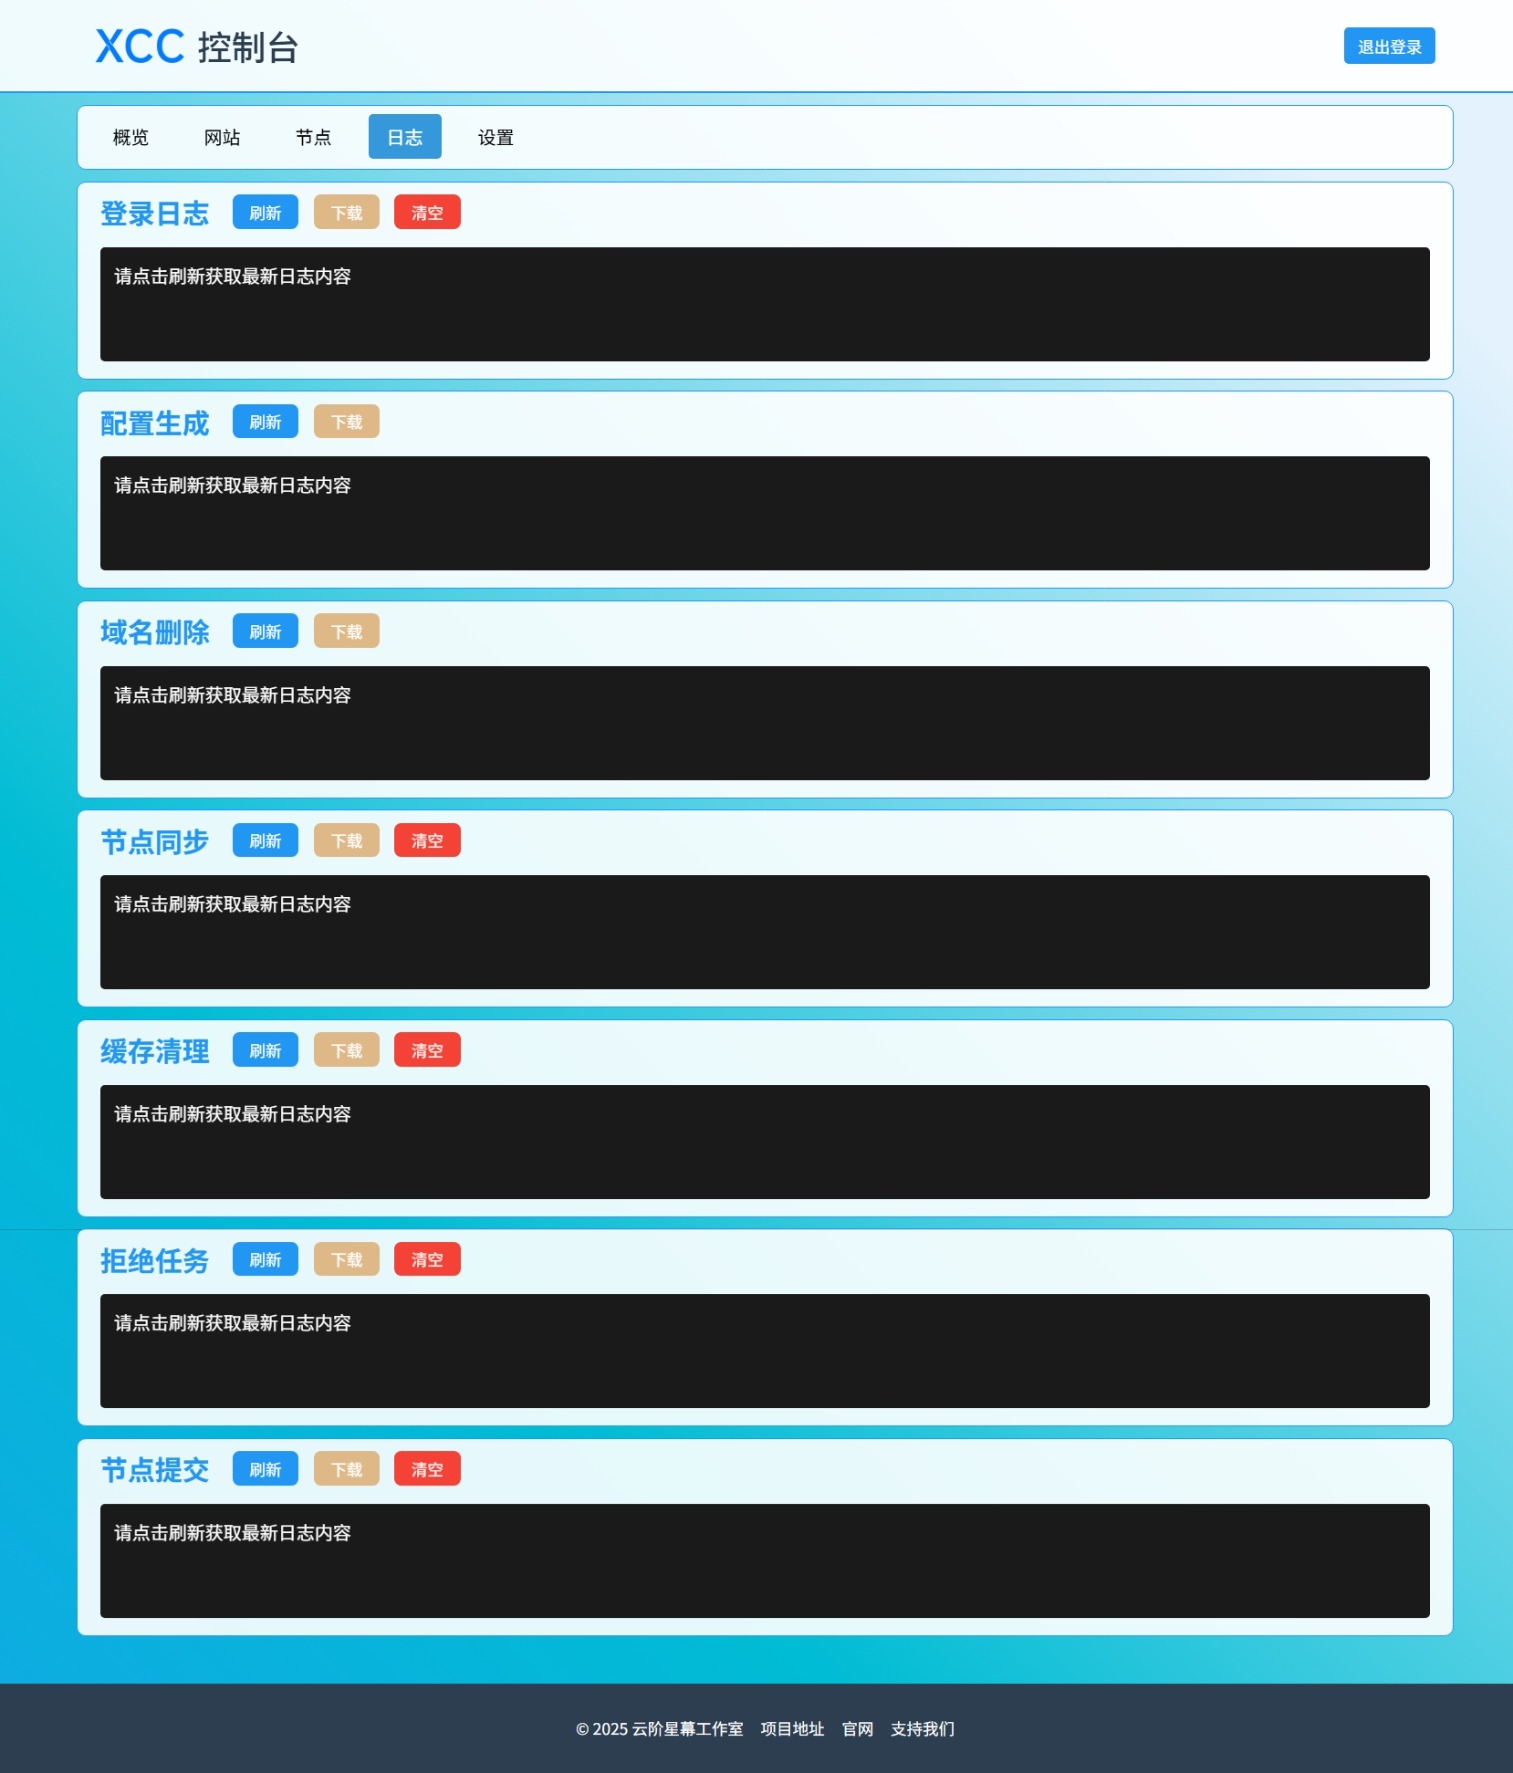 XCC 控制台
退出登录
概览 网站 节点 日志 设置
登录日志 刷新 下载 清空
请点击刷新获取最新日志内容
配置生成 刷新 下载
请点击刷新获取最新日志内容
域名删除 刷新 下载
请点击刷新获取最新日志内容
节点同步 刷新 下载 清空
请点击刷新获取最新日志内容
缓存清理 刷新 下载 清空
请点击刷新获取最新日志内容
拒绝任务 刷新 下载 清空
请点击刷新获取最新日志内容
节点提交 刷新 下载 清空
请点击刷新获取最新日志内容
© 2025 云阶星幕工作室 项目地址 官网 支持我们